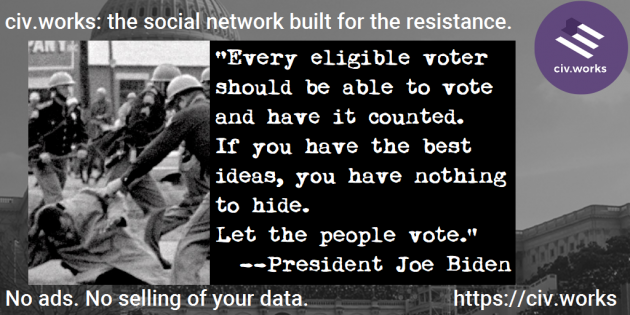 civ.works: the social network built for the resistance.
civ.works
"Every eligible voter
should be able to vote
and have it counted.
If you have the best
ideas, you have nothing
to hide.
Let the people vote."
--President Joe Biden
No ads. No selling of your data.
https://civ.works